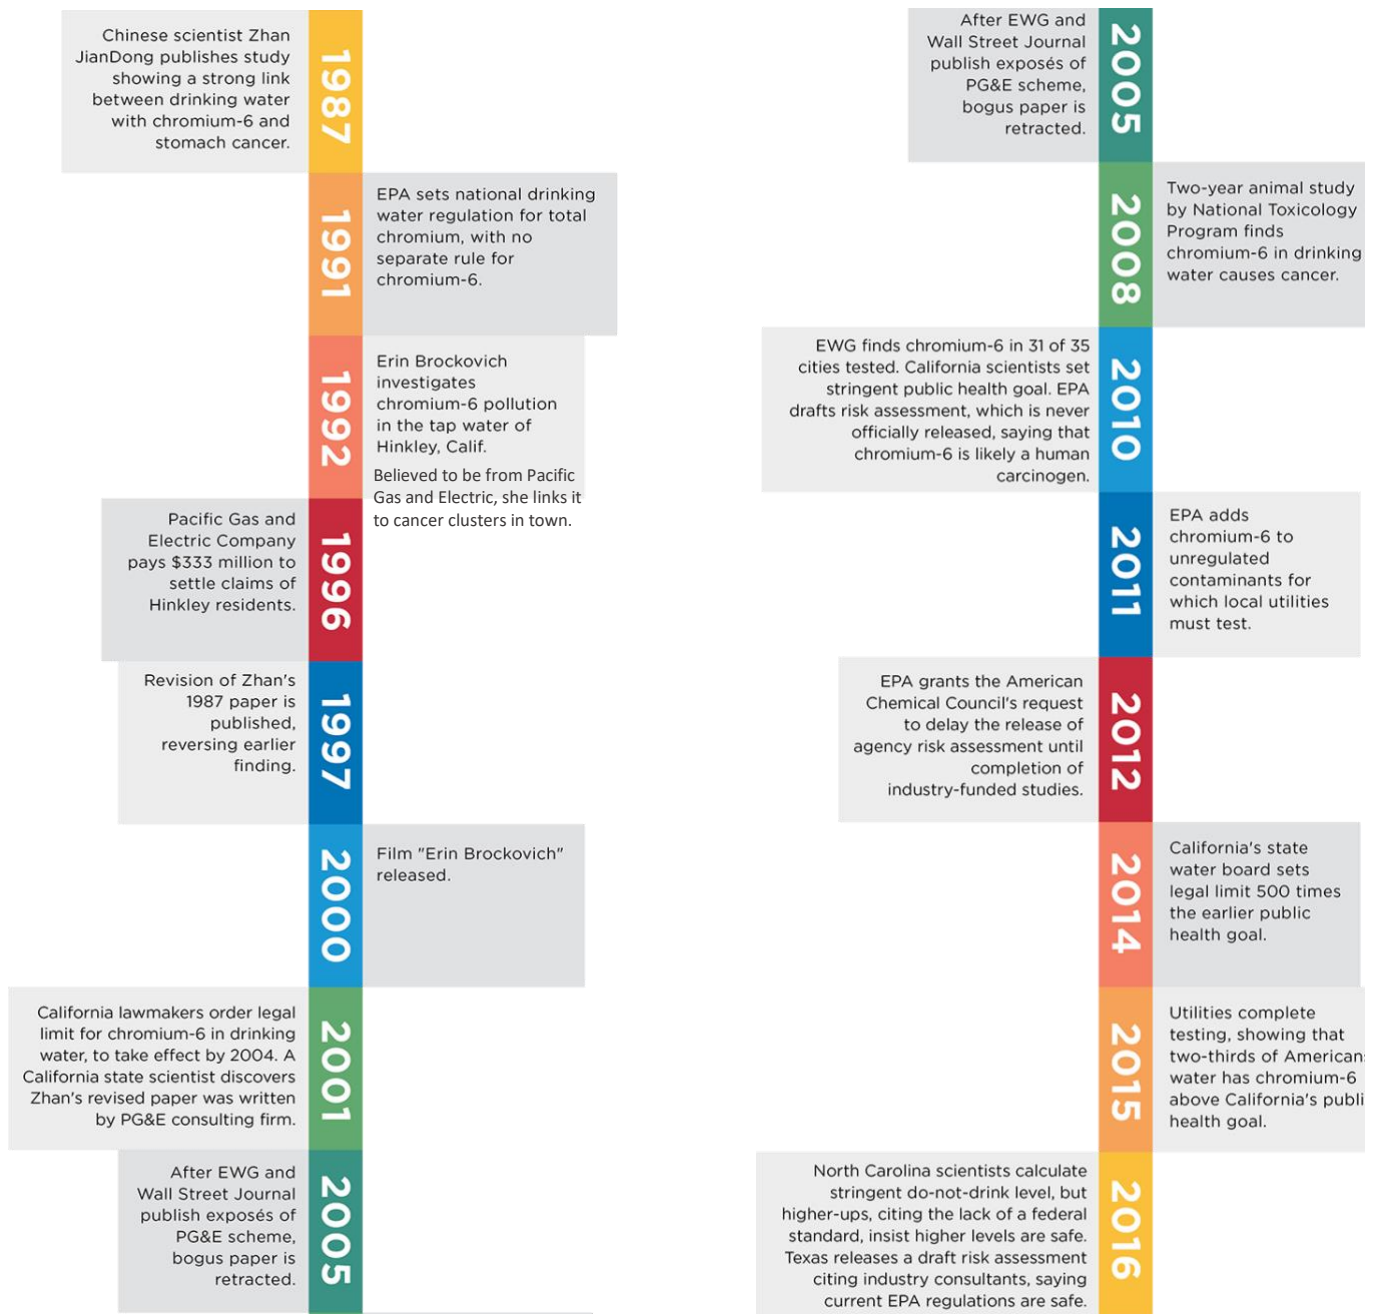 Chinese scientist Zhan
JianDong publishes study
showing a strong link
between drinking water
with chromium-6 and
stomach cancer.
1987
EPA sets national drinking
water regulation for total
chromium, with no
separate rule for
chromium-6.
1991
Erin Brockovich
investigates
chromium-6 pollution
in the tap water of
Hinkley, Calif.
Believed to be from Pacific
Gas and Electric, she links it
to cancer clusters in town.
1992
Pacific Gas and
Electric Company
pays $333 million to
settle claims of
Hinkley residents.
1996
Revision of Zhan's
1987 paper is
published,
reversing earlier
finding.
1997
Film "Erin Brockovich"
released.
2000
California lawmakers order legal
limit for chromium-6 in drinking
water, to take effect by 2004. A
California state scientist discovers
Zhan's revised paper was written
by PG&E consulting firm.
2001
After EWG and
Wall Street Journal
publish exposés of
PG&E scheme,
bogus paper is
retracted.
2005
After EWG and
Wall Street Journal
publish exposés of
PG&E scheme,
bogus paper is
retracted.
2005
Two-year animal study
by National Toxicology
Program finds
chromium-6 in drinking
water causes cancer.
2008
EWG finds chromium-6 in 31 of 35
cities tested. California scientists set
stringent public health goal. EPA
drafts risk assessment, which is never
officially released, saying that
chromium-6 is likely a human
carcinogen.
2010
EPA adds
chromium-6 to
unregulated
contaminants for
which local utilities
must test.
2011
EPA grants the American
Chemical Council's request
to delay the release of
agency risk assessment until
completion of
industry-funded studies.
2012
California's state
water board sets
legal limit 500 times
the earlier public
health goal.
2014
Utilities complete
testing, showing that
two-thirds of American
water has chromium-6
above California's publi
health goal.
2015
North Carolina scientists calculate
stringent do-not-drink level, but
higher-ups, citing the lack of a federal
standard, insist higher levels are safe.
Texas releases a draft risk assessment
citing industry consultants, saying
current EPA regulations are safe.
2016